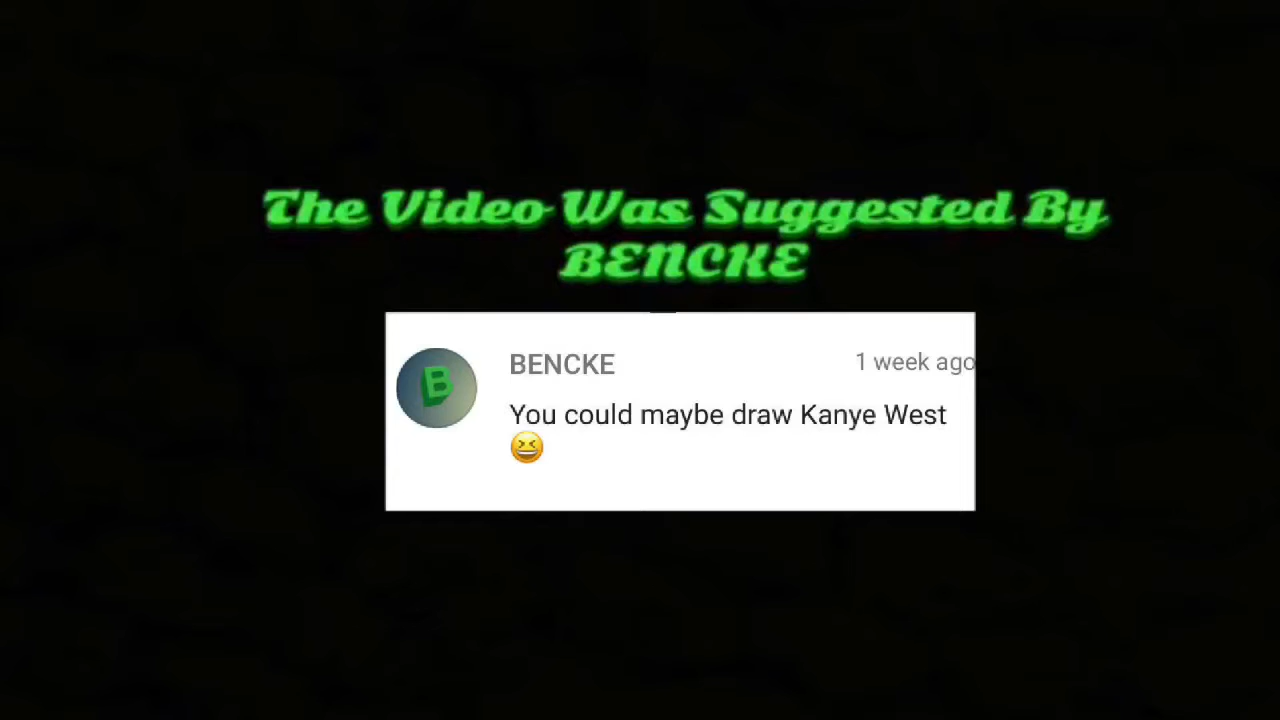 The Video Was Suggested By
BENCKE
B
BENCKE
1 week ago
You could maybe draw Kanye West
😆